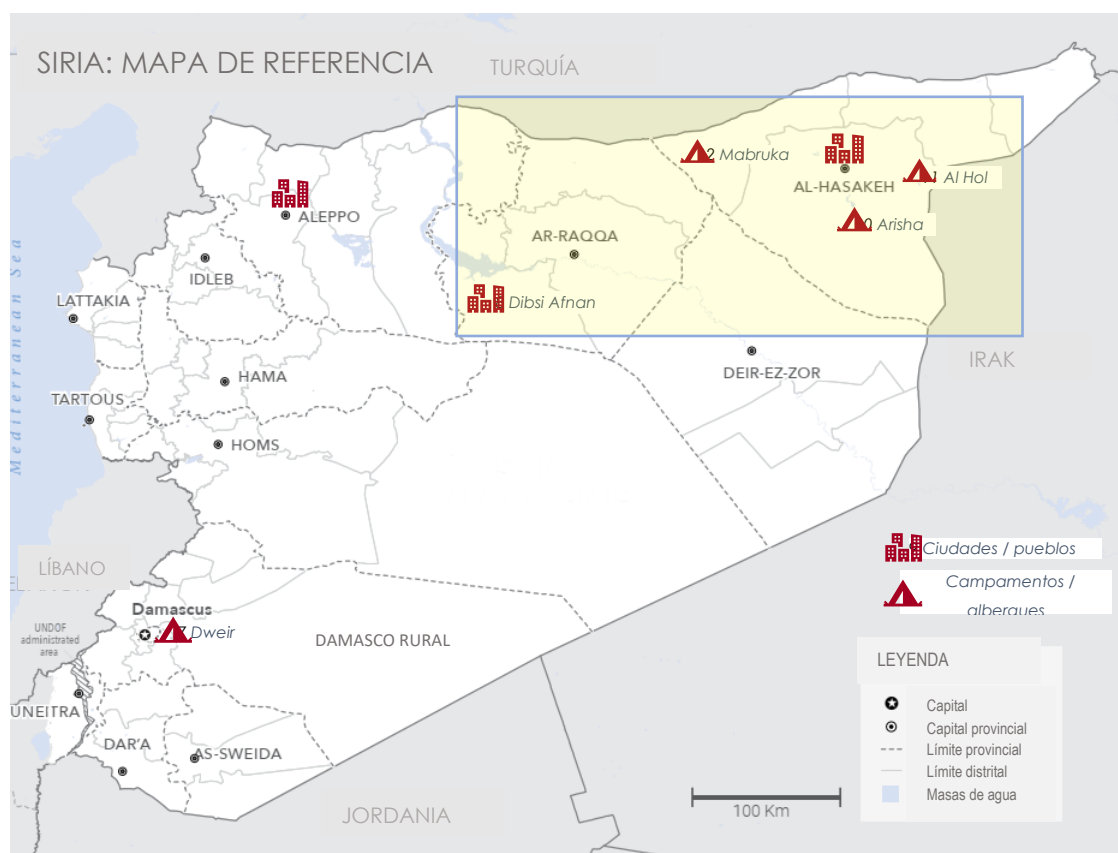 SIRIA: MAPA DE REFERENCIA
TURQUÍA
2 Mabruka
AL-HASAKEH
Al Hol
0 Arisha
ALEPPO
AR-RAQQA
IDLEB
Dibsi Afnan
LATTAKIA
Mediterranean Sea
DEIR-EZ-ZOR
IRAK
HAMA
TARTOUS
HOMS
Ciudades / pueblos
Campamentos /
albergues
LÍBANO
Damascus
UNDOF
administrated
area
7 Dweir
DAMASCO RURAL
UNEITRA
DAR'A
AS-SWEIDA
JORDANIA
100 Km
LEYENDA
Capital
Capital provincial
Límite provincial
Límite distrital
Masas de agua